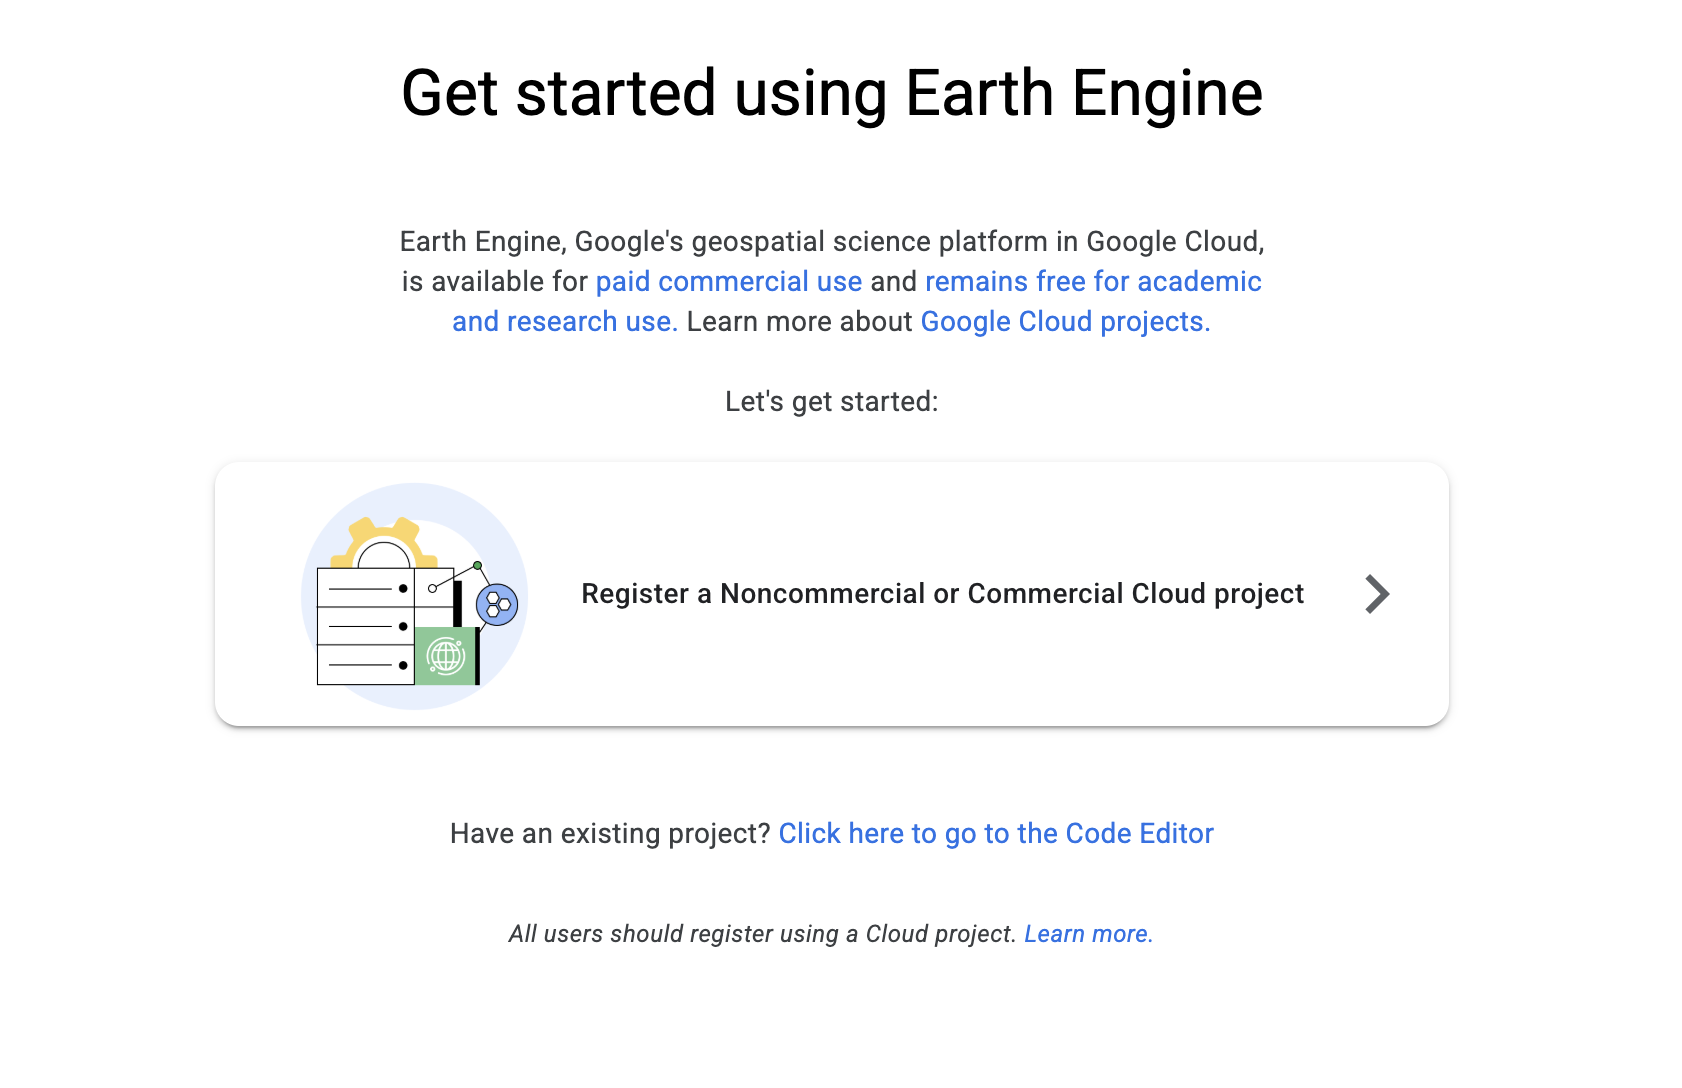 Get started using Earth Engine
Earth Engine, Google's geospatial science platform in Google Cloud,
is available for paid commercial use and remains free for academic
and research use. Learn more about Google Cloud projects.
Let's get started:
Register a Noncommercial or Commercial Cloud project
Have an existing project? Click here to go to the Code Editor
All users should register using a Cloud project. Learn more.